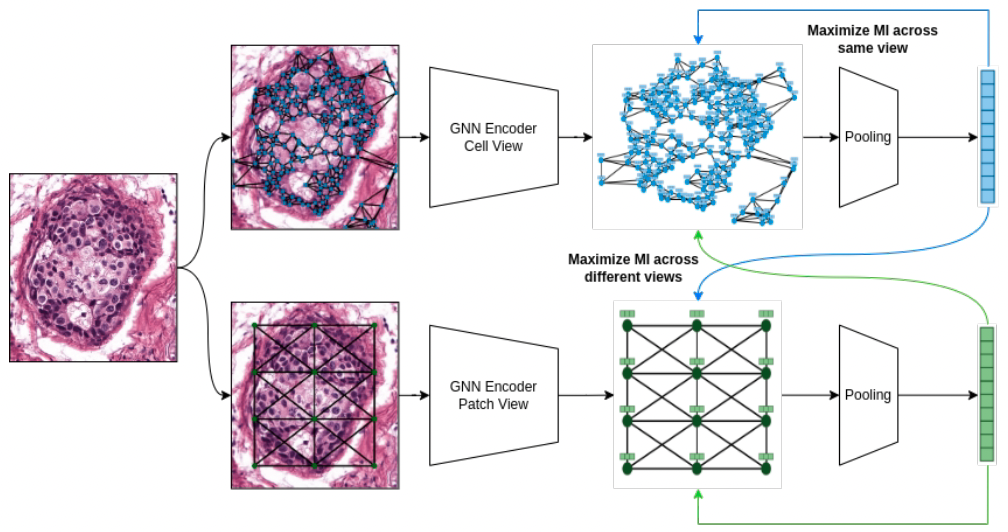 Maximize MI across
same view
GNN Encoder
Cell View
Pooling
Maximize MI across
different views
GNN Encoder
Patch View
Pooling